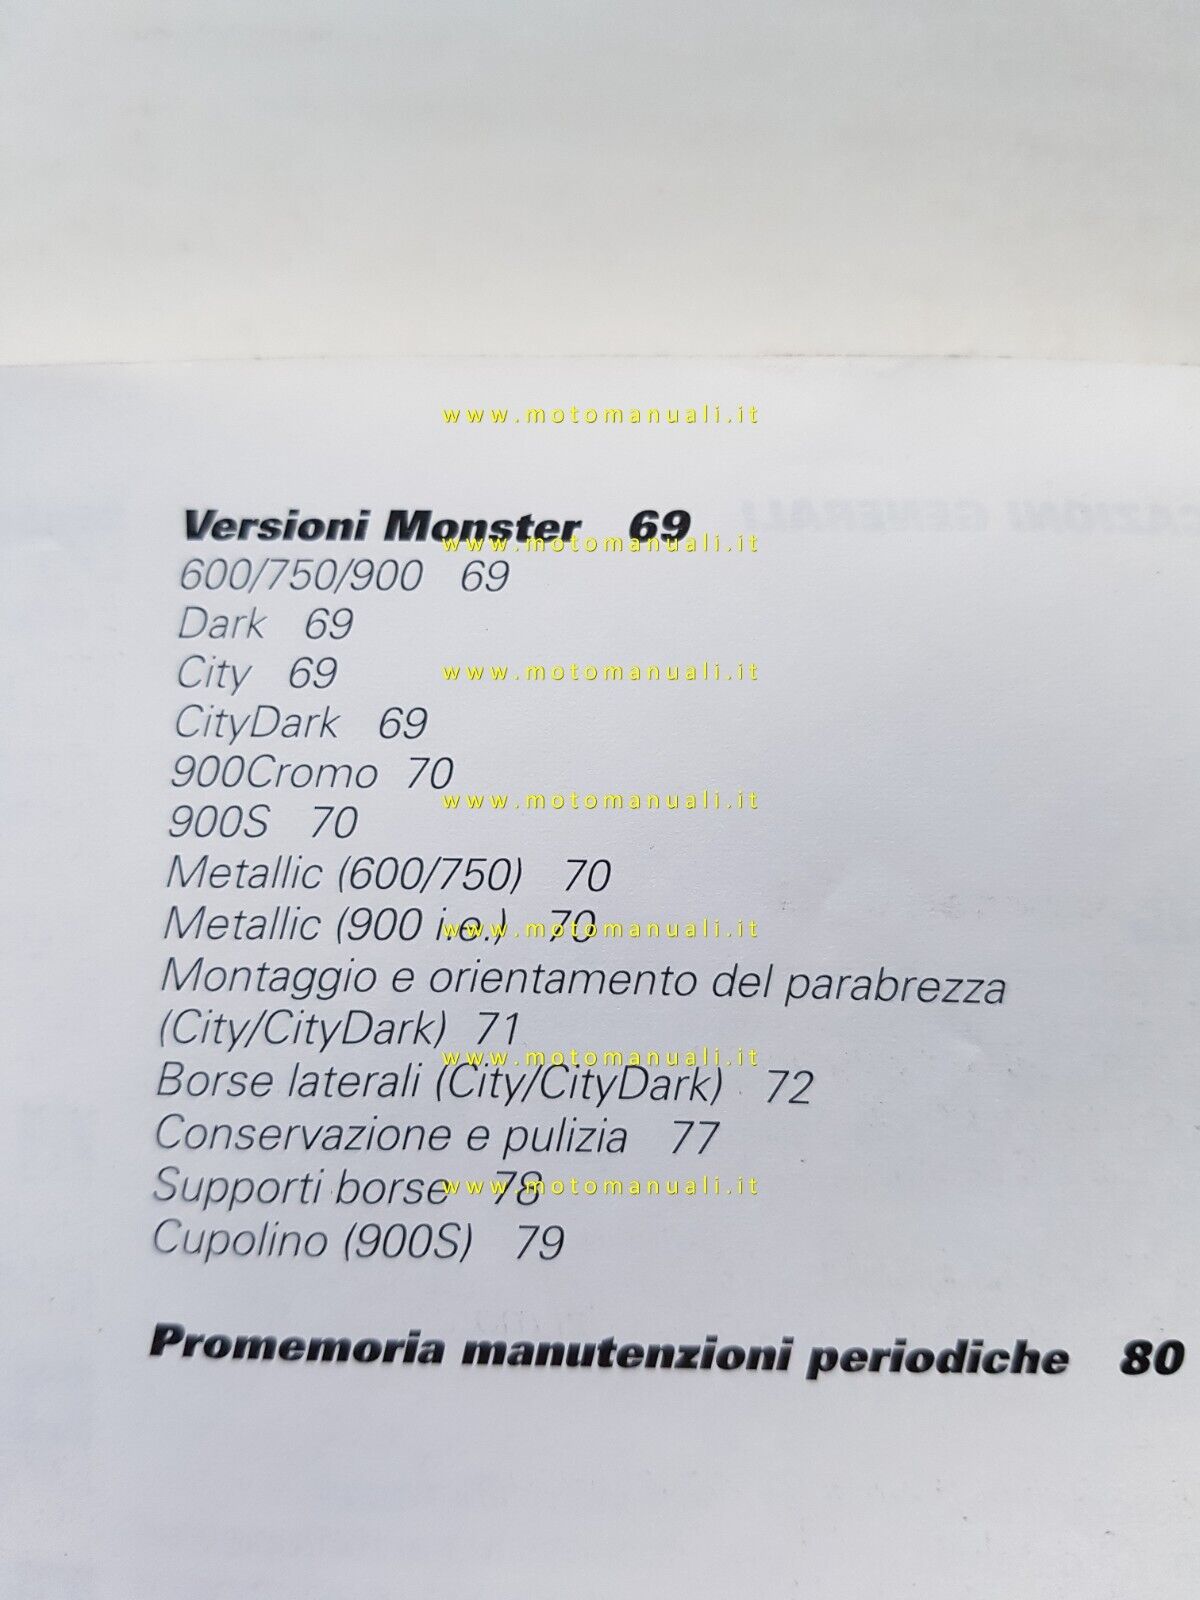 www.motomanuali.it
Versioni Monster 69
www.motomanuali.it
600/750/900 69
Dark 69
City 69
www.motomanuali.it
CityDark 69
900Cromo 70
www.motomanuali.it
900S 70
Metallic (600/750) 70
Metallic (900 i.e.) 70
www.motomanuali.it
Montaggio e orientamento del parabrezza
(City/CityDark) 71
www.motomanuali.it
Borse laterali (City/CityDark) 72
Conservazione e pulizia 77
Supporti borse 78
www.motomanuali.it
Cupolino (900S) 79
Promemoria manutenzioni periodiche 80